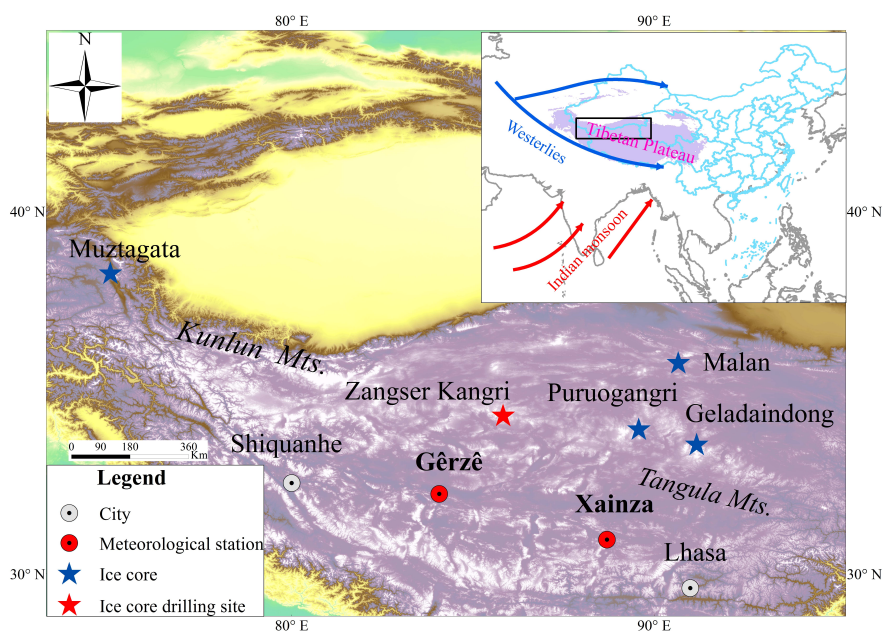 80° E
90° E
N
Westerlies
Tibetan Plateau
Indian monsoon
40° N
40° N
Muztagata
Kunlun Mts.
Malan
Zangser Kangri
Puruogangri
Geladaindong
Shiquanhe
0 90 180 360
Km
Gêrzê
Tangula Mts.
Xainza
Lhasa
Legend
City
Meteorological station
Ice core
Ice core drilling site
30° N
30° N
80° E
90° E